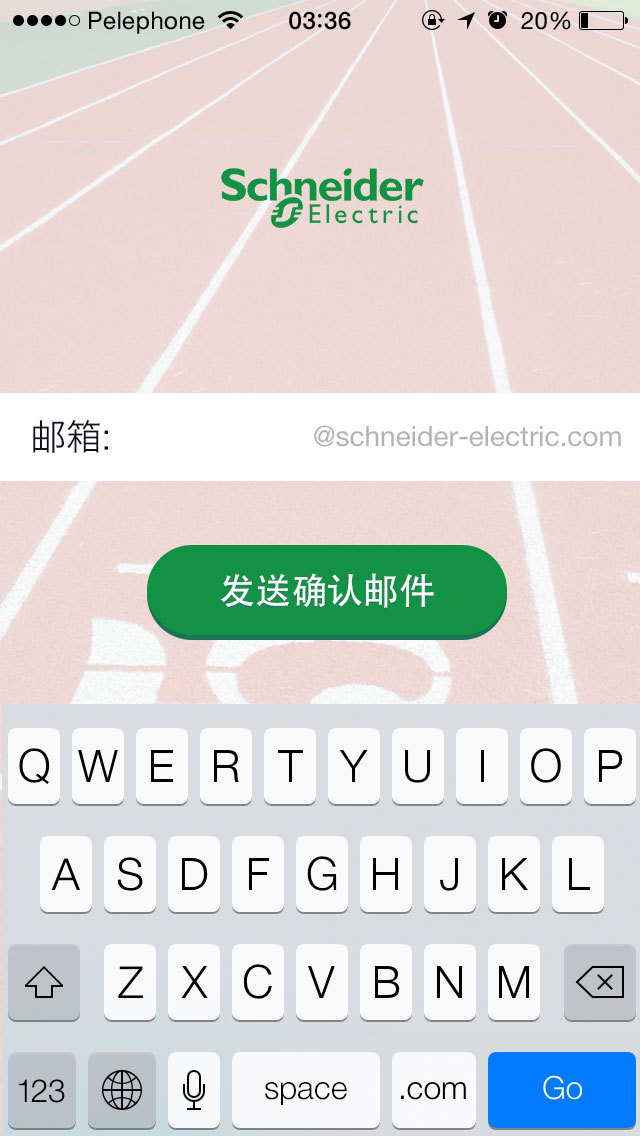 Pelephone 03:36 20%
Schneider
Electric
邮箱: @schneider-electric.com
发送确认邮件
Q W E R T Y U I O P
A S D F G H J K L
Z X C V B N M
123 space .com Go